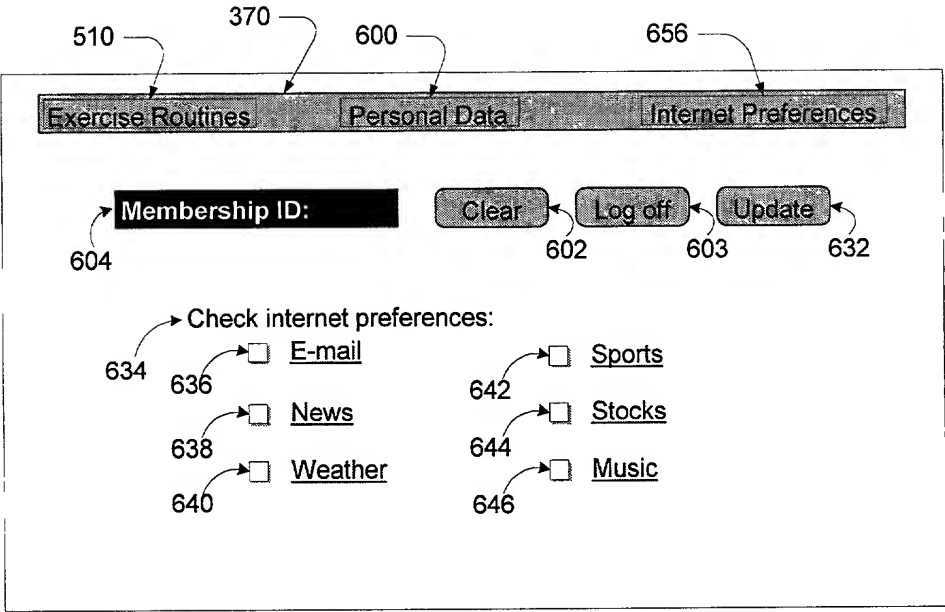 510 370 600 656
Exercise Routines Personal Data Internet Preferences
Membership ID: Clear Log off Update
604 602 603 632
Check internet preferences:
634
E-mail Sports
636 642
News Stocks
638 644
Weather Music
640 646